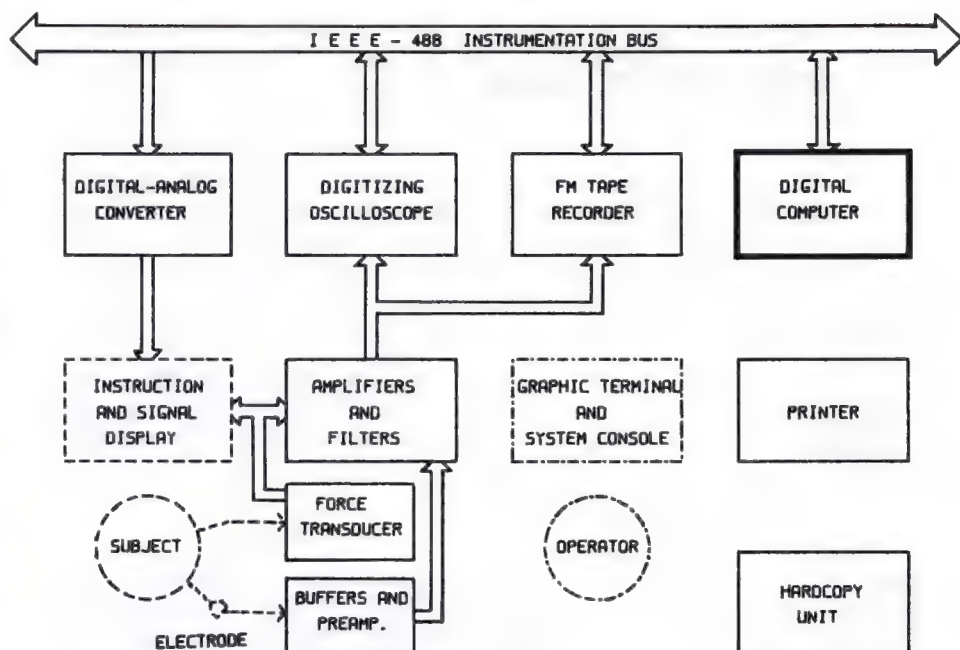 I E E E - 488 INSTRUMENTATION BUS
DIGITAL-ANALOG
CONVERTER
DIGITIZING
OSCILLOSCOPE
FM TAPE
RECORDER
DIGITAL
COMPUTER
INSTRUCTION
AND SIGNAL
DISPLAY
AMPLIFIERS
AND
FILTERS
GRAPHIC TERMINAL
AND
SYSTEM CONSOLE
PRINTER
SUBJECT
FORCE
TRANSDUCER
OPERATOR
ELECTRODE
BUFFERS AND
PREAMP.
HARDCOPY
UNIT